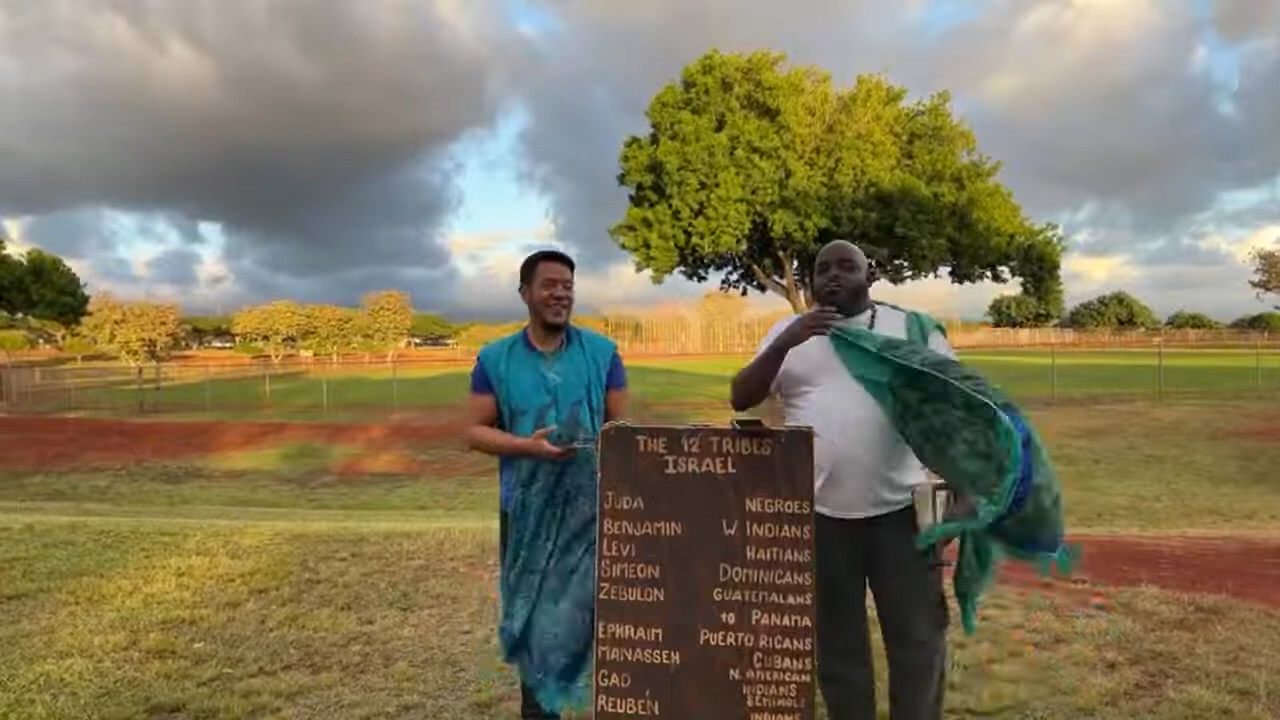 THE 12 TRIBES
ISRAEL
JUDA NEGROES
BENJAMIN W. INDIANS
LEVI HAITIANS
SIMEON DOMINICANS
ZEBULON GUATEMALANS
to PANAMA
EPHRAIM PUERTO RICANS
MANASSEH CUBANS
GAD N. AMERICAN
INDIANS
REUBEN SEMINOLE
INDIANS